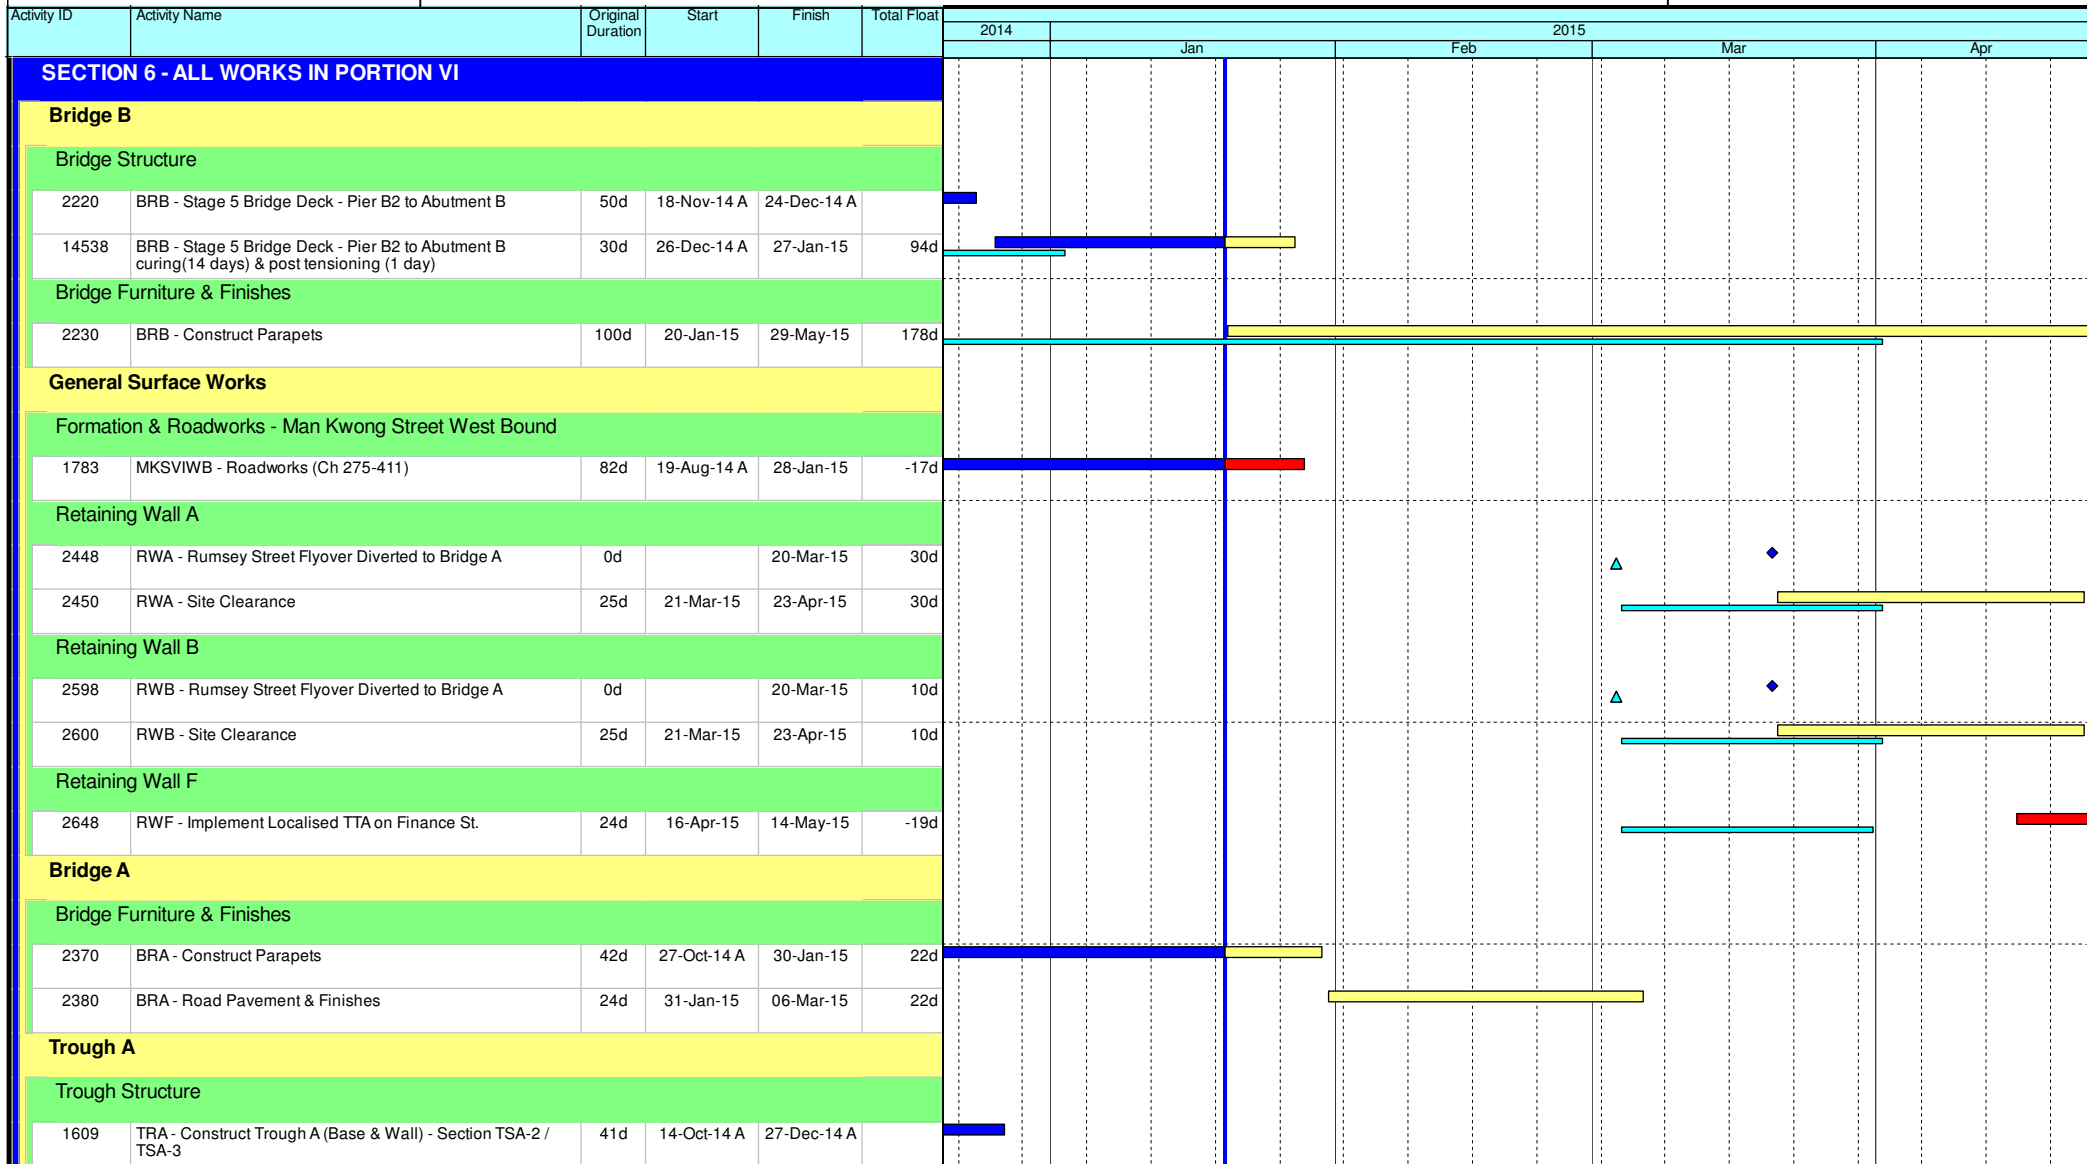 Activity ID Activity Name Original Duration Start Finish Total Float
2014 2015
Jan Feb Mar Apr
SECTION 6 - ALL WORKS IN PORTION VI
Bridge B
Bridge Structure
2220 BRB - Stage 5 Bridge Deck - Pier B2 to Abutment B 50d 18-Nov-14 A 24-Dec-14 A
14538 BRB - Stage 5 Bridge Deck - Pier B2 to Abutment B 30d 26-Dec-14 A 27-Jan-15 94d
curing(14 days) & post tensioning (1 day)
Bridge Furniture & Finishes
2230 BRB - Construct Parapets 100d 20-Jan-15 29-May-15 178d
General Surface Works
Formation & Roadworks - Man Kwong Street West Bound
1783 MKSVIWB - Roadworks (Ch 275-411) 82d 19-Aug-14 A 28-Jan-15 -17d
Retaining Wall A
2448 RWA - Rumsey Street Flyover Diverted to Bridge A 0d 20-Mar-15 30d
2450 RWA - Site Clearance 25d 21-Mar-15 23-Apr-15 30d
Retaining Wall B
2598 RWB - Rumsey Street Flyover Diverted to Bridge A 0d 20-Mar-15 10d
2600 RWB - Site Clearance 25d 21-Mar-15 23-Apr-15 10d
Retaining Wall F
2648 RWF - Implement Localised TTA on Finance St. 24d 16-Apr-15 14-May-15 -19d
Bridge A
Bridge Furniture & Finishes
2370 BRA - Construct Parapets 42d 27-Oct-14 A 30-Jan-15 22d
2380 BRA - Road Pavement & Finishes 24d 31-Jan-15 06-Mar-15 22d
Trough A
Trough Structure
1609 TRA - Construct Trough A (Base & Wall) - Section TSA-2 / 41d 14-Oct-14 A 27-Dec-14 A
TSA-3